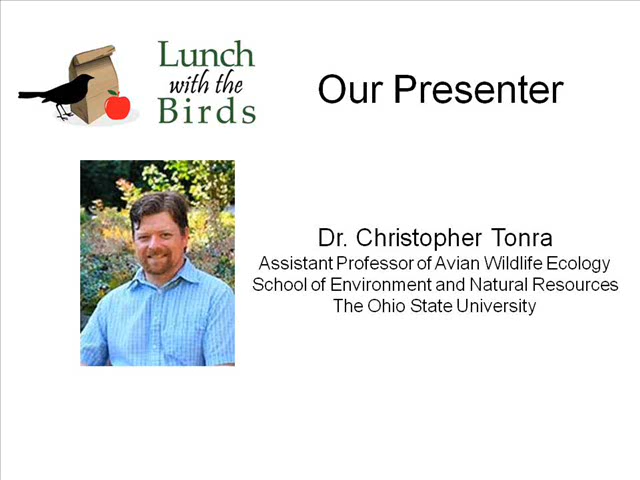 Lunch
with the
Birds
Our Presenter
Dr. Christopher Tonra
Assistant Professor of Avian Wildlife Ecology
School of Environment and Natural Resources
The Ohio State University